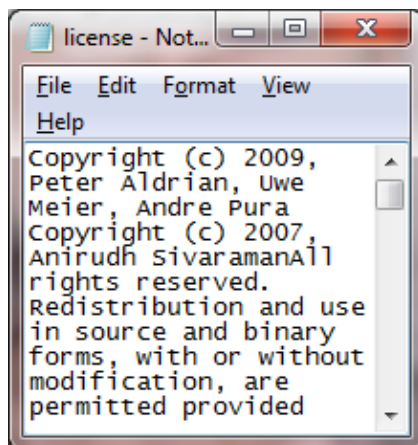 license - Not...
File Edit Format View
Help
Copyright (c) 2009,
Peter Aldrian, Uwe
Meier, Andre Pura
Copyright (c) 2007,
Anirudh SivaramanAll
rights reserved.
Redistribution and use
in source and binary
forms, with or without
modification, are
permitted provided